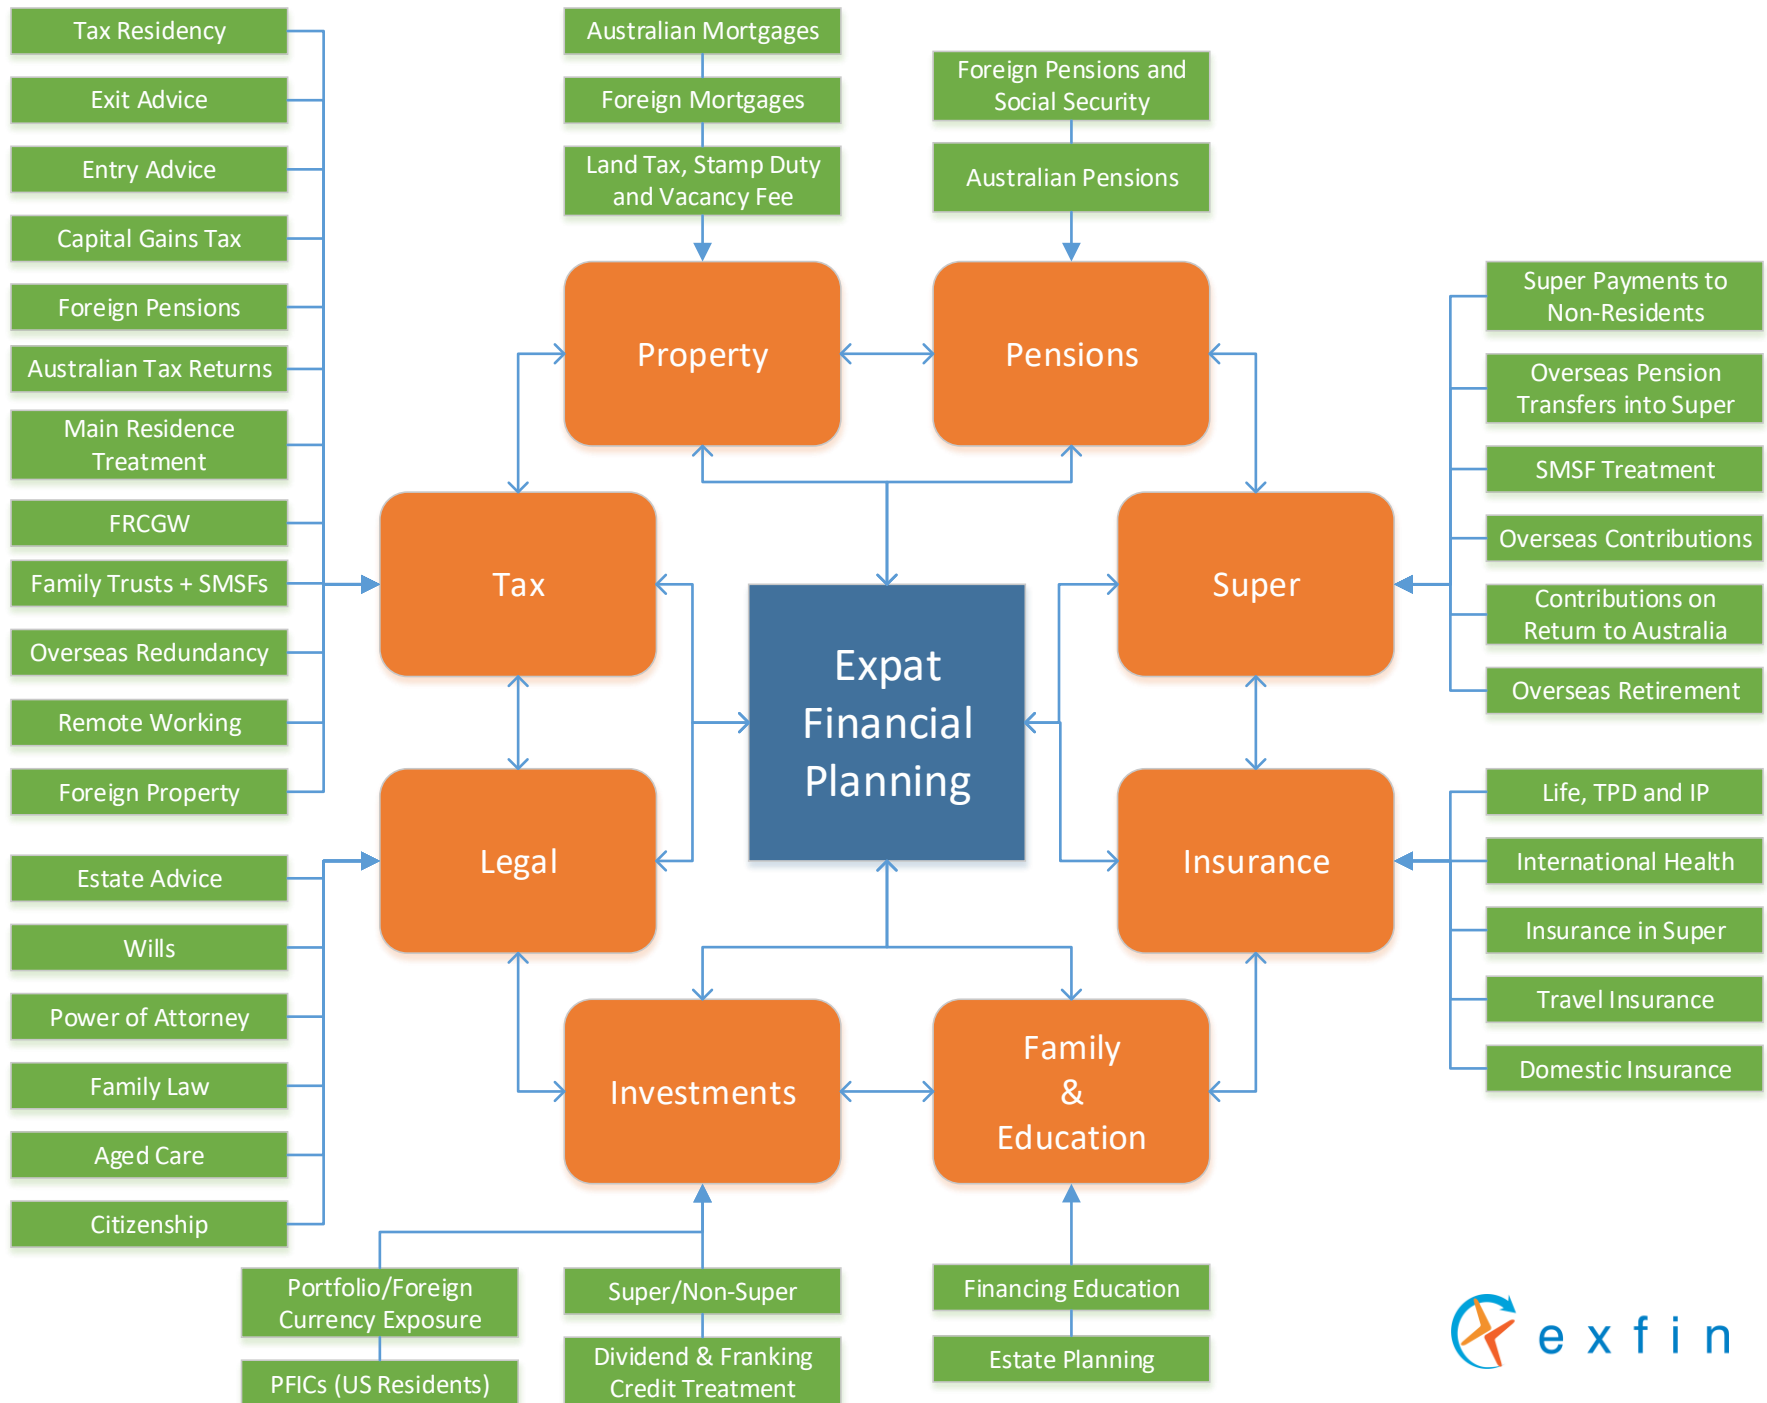 Tax Residency
Exit Advice
Entry Advice
Capital Gains Tax
Foreign Pensions
Australian Tax Returns
Main Residence
Treatment
FRCGW
Family Trusts + SMSFs
Overseas Redundancy
Remote Working
Foreign Property
Estate Advice
Wills
Power of Attorney
Family Law
Aged Care
Citizenship
Australian Mortgages
Foreign Mortgages
Land Tax, Stamp Duty
and Vacancy Fee
Foreign Pensions and
Social Security
Australian Pensions
Property
Pensions
Tax
Super
Expat
Financial
Planning
Legal
Insurance
Investments
Family
&
Education
Super Payments to
Non-Residents
Overseas Pension
Transfers into Super
SMSF Treatment
Overseas Contributions
Contributions on
Return to Australia
Overseas Retirement
Life, TPD and IP
International Health
Insurance in Super
Travel Insurance
Domestic Insurance
Portfolio/Foreign
Currency Exposure
PFICs (US Residents)
Super/Non-Super
Dividend & Franking
Credit Treatment
Financing Education
Estate Planning
exfin